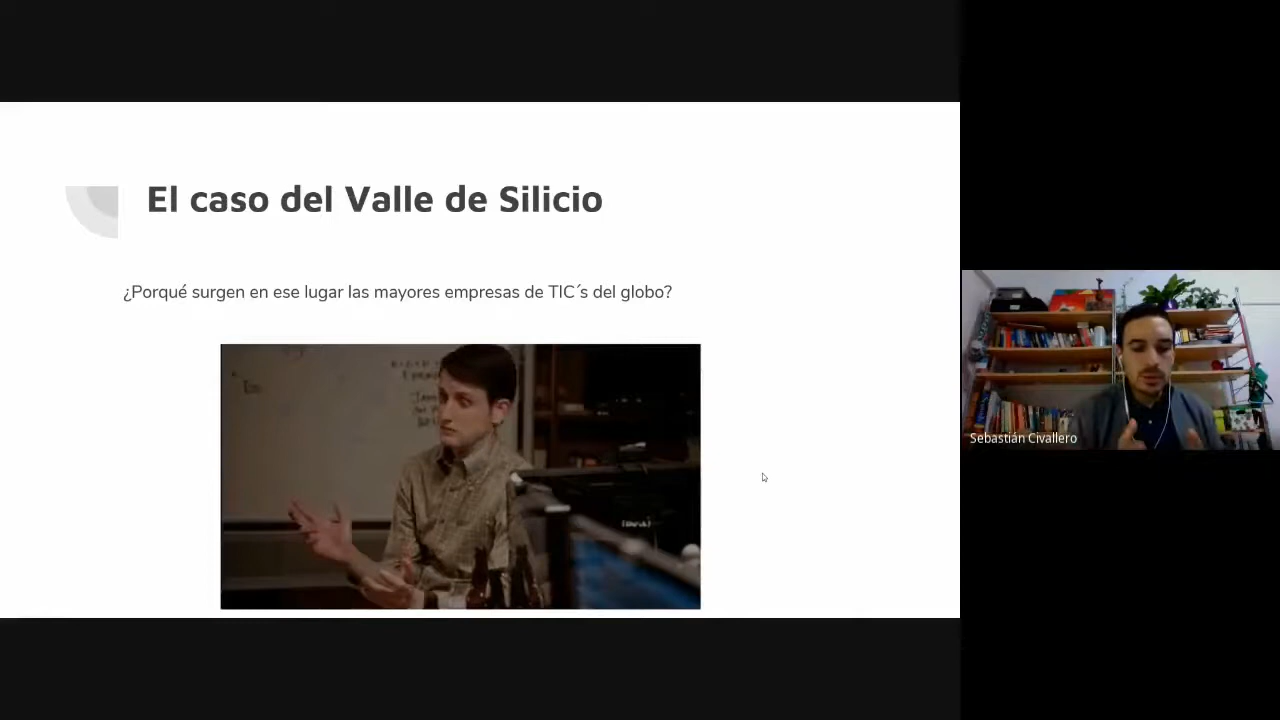 El caso del Valle de Silicio
¿Porqué surgen en ese lugar las mayores empresas de TIC´s del globo?
Sebastián Civallero